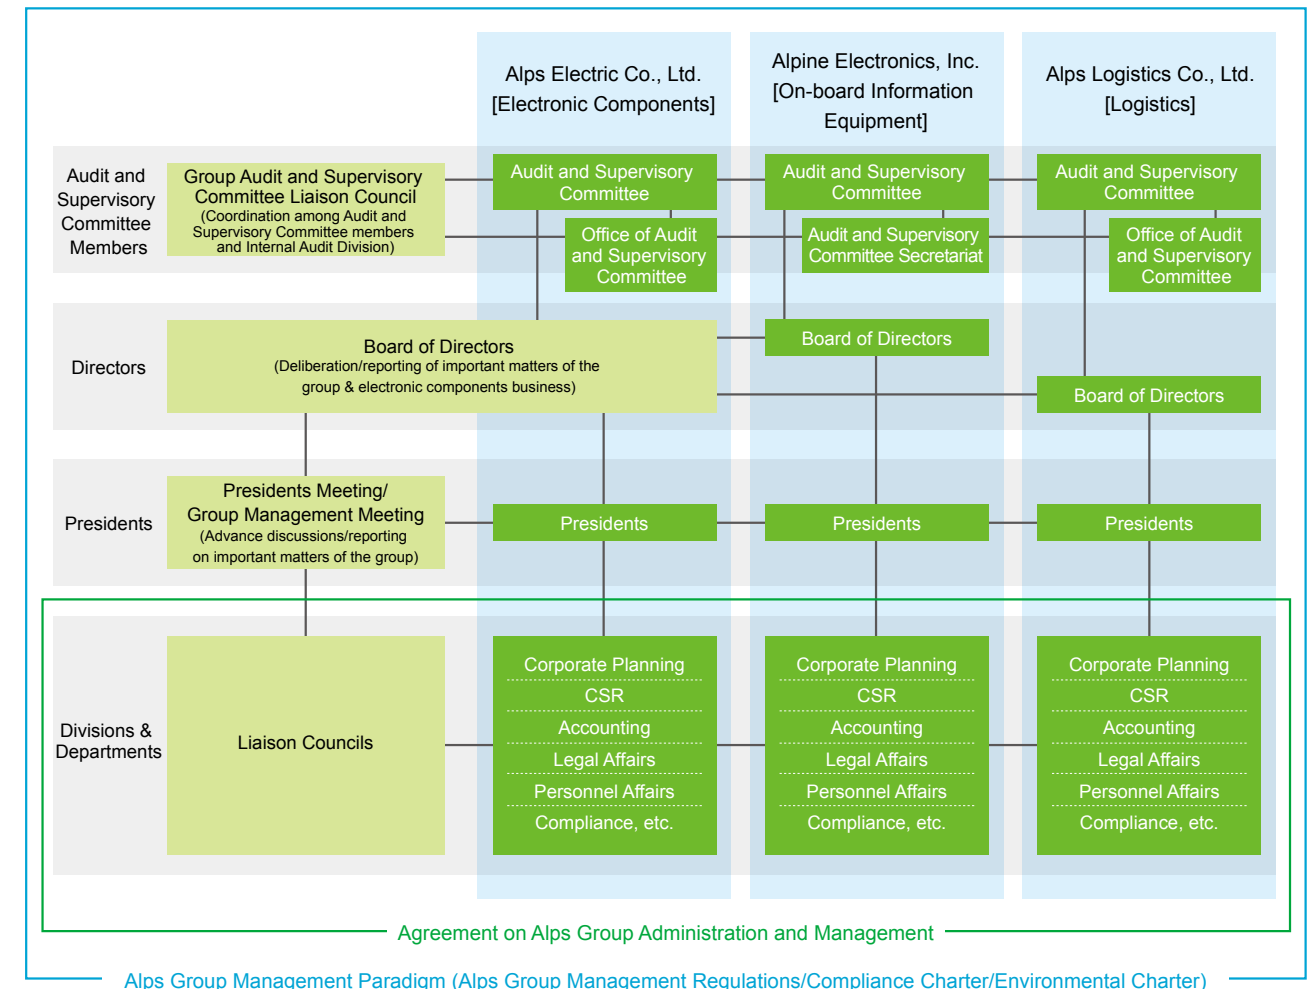 Alps Electric Co., Ltd.
[Electronic Components]
Alpine Electronics, Inc.
[On-board Information
Equipment]
Alps Logistics Co., Ltd.
[Logistics]
Audit and
Supervisory
Committee
Members
Group Audit and Supervisory
Committee Liaison Council
(Coordination among Audit and
Supervisory Committee members
and Internal Audit Division)
Audit and Supervisory
Committee
Office of Audit
and Supervisory
Committee
Audit and Supervisory
Committee
Audit and Supervisory
Committee Secretariat
Audit and Supervisory
Committee
Office of Audit
and Supervisory
Committee
Directors
Board of Directors
(Deliberation/reporting of important matters of the
group & electronic components business)
Board of Directors
Board of Directors
Presidents
Presidents Meeting/
Group Management Meeting
(Advance discussions/reporting
on important matters of the group)
Presidents
Presidents
Presidents
Divisions &
Departments
Liaison Councils
Corporate Planning
CSR
Accounting
Legal Affairs
Personnel Affairs
Compliance, etc.
Corporate Planning
CSR
Accounting
Legal Affairs
Personnel Affairs
Compliance, etc.
Corporate Planning
CSR
Accounting
Legal Affairs
Personnel Affairs
Compliance, etc.
Agreement on Alps Group Administration and Management
Alps Group Management Paradigm (Alps Group Management Regulations/Compliance Charter/Environmental Charter)